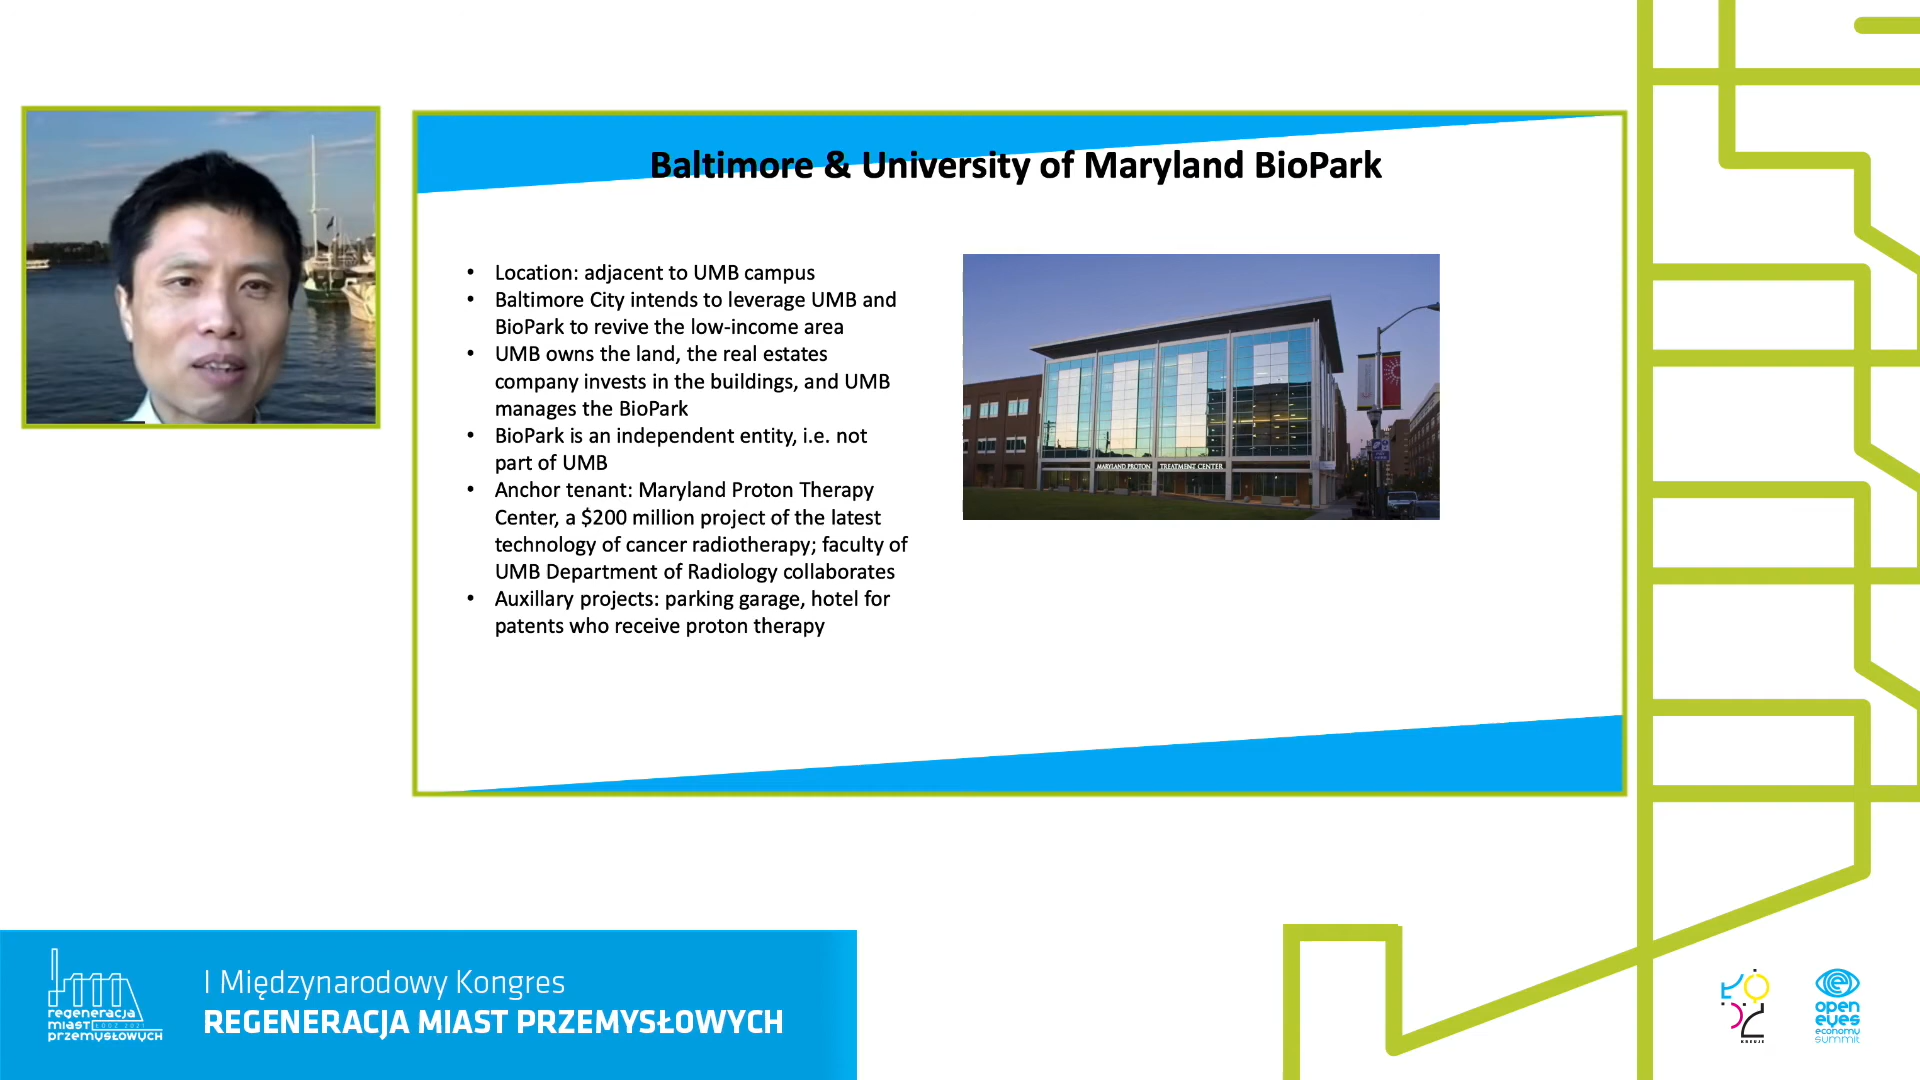 Baltimore & University of Maryland BioPark
• Location: adjacent to UMB campus
• Baltimore City intends to leverage UMB and
BioPark to revive the low-income area
• UMB owns the land, the real estates
company invests in the buildings, and UMB
manages the BioPark
• BioPark is an independent entity, i.e. not
part of UMB
• Anchor tenant: Maryland Proton Therapy
Center, a $200 million project of the latest
technology of cancer radiotherapy; faculty of
UMB Department of Radiology collaborates
• Auxillary projects: parking garage, hotel for
patents who receive proton therapy
MARYLAND PROTON TREATMENT CENTER
regeneracja
miast
przemysłowych
I Międzynarodowy Kongres
REGENERACJA MIAST PRZEMYSŁOWYCH
KREUJE
open
eyes
economy
summit